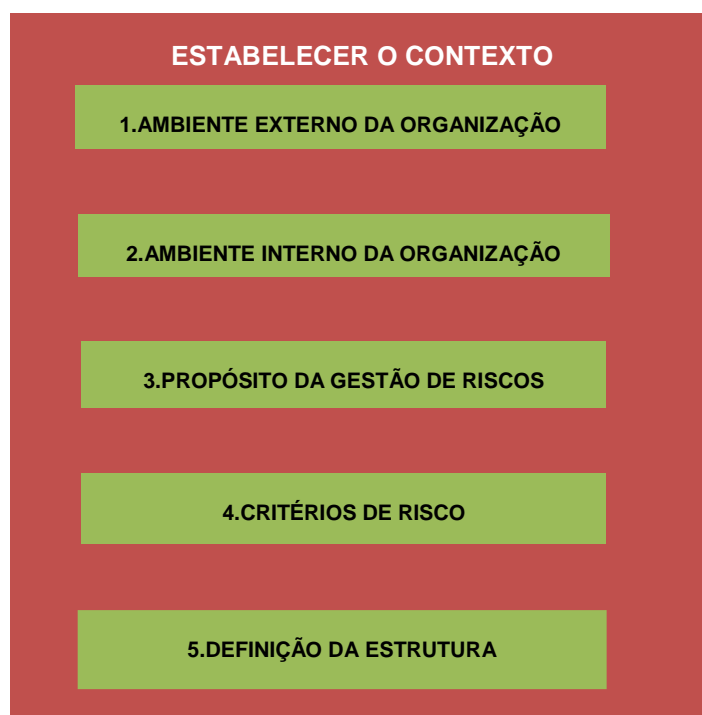 ESTABELECER O CONTEXTO
1.AMBIENTE EXTERNO DA ORGANIZAÇÃO
2.AMBIENTE INTERNO DA ORGANIZAÇÃO
3.PROPÓSITO DA GESTÃO DE RISCOS
4.CRITÉRIOS DE RISCO
5.DEFINIÇÃO DA ESTRUTURA